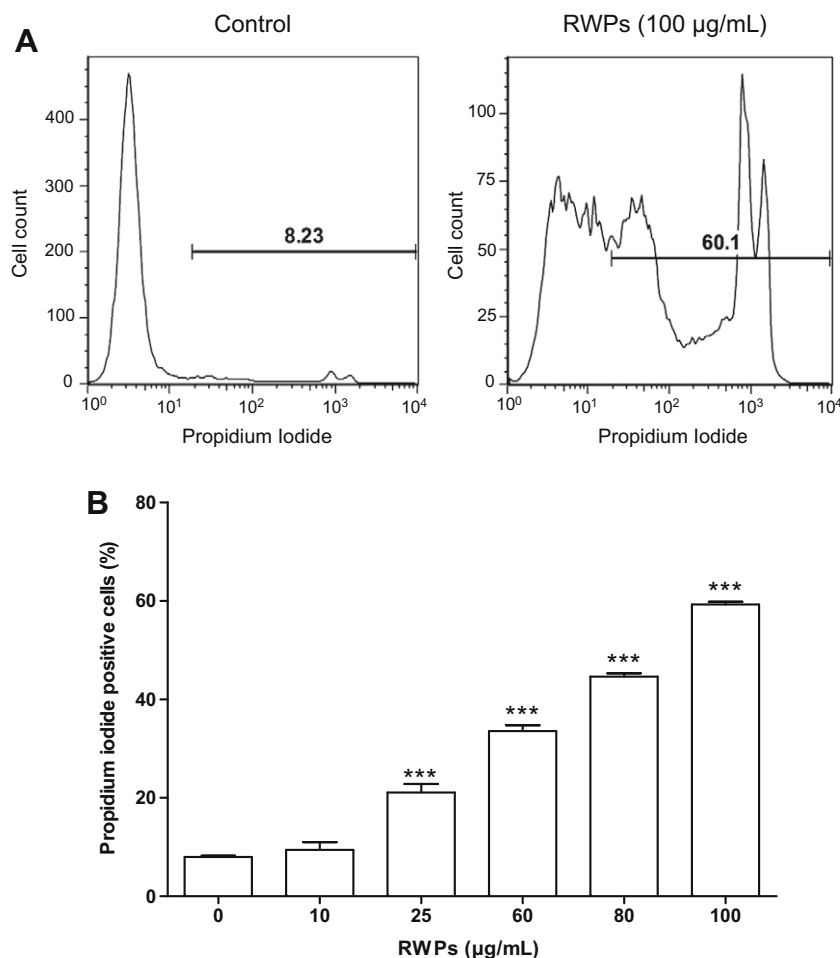 A
Control
RWPs (100 µg/mL)
Cell count
400
300
200
100
0
8.23
10⁰ 10¹ 10² 10³ 10⁴
Propidium Iodide
Cell count
100
75
50
25
0
60.1
10⁰ 10¹ 10² 10³ 10⁴
Propidium Iodide
B
Propidium iodide positive cells (%)
80
60
40
20
0
***
***
***
***
0 10 25 60 80 100
RWPs (µg/mL)